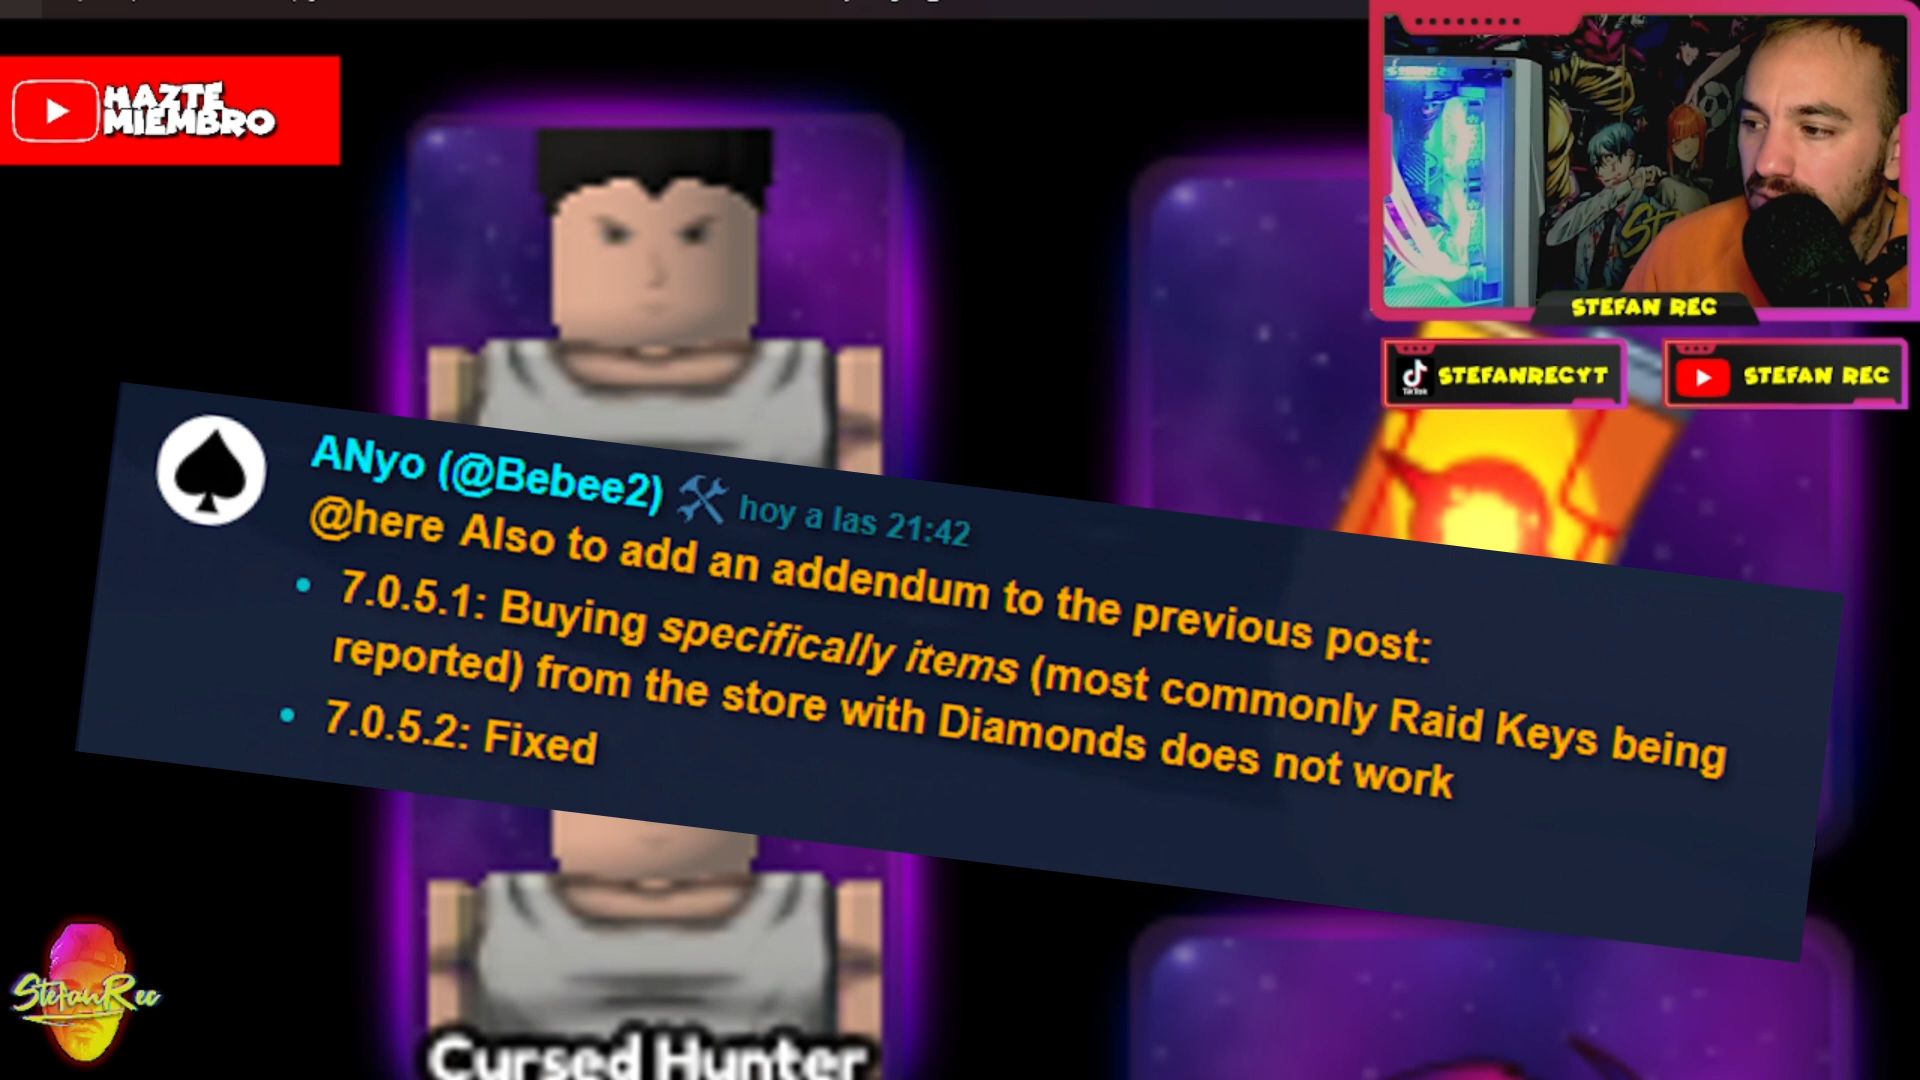 HAZTE
MIEMBRO
STEFAN REC
STEFANRECYT
STEFAN REC
ANyo (@Bebee2) hoy a las 21:42
@here Also to add an addendum to the previous post:
• 7.0.5.1: Buying specifically items (most commonly Raid Keys being
reported) from the store with Diamonds does not work
• 7.0.5.2: Fixed
StefanRec
Cursed Hunter